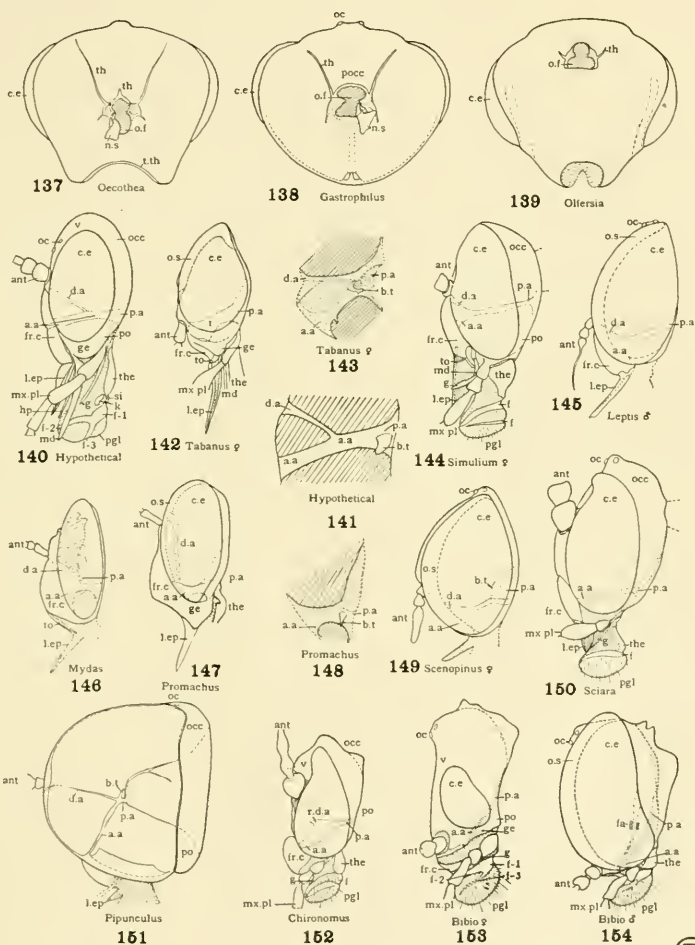 oc
th
th
c.e
o.f
n.s
t.th
137
Oecothea
th
pocc
c.e
o.f
n.s
138
Gastrophilus
th
o.f
c.e
139
Olfersia
v
oc
occ
c.e
ant
d.a
a.a
p.a
fr.c
ge
po
l.ep
the
mx.pl
si
hp
g
k
f-1
f-2
md
f-3
pgl
140 Hypothetical
o.s
c.e
ant
p.a
fr.c
to
ge
mx pl
the
md
l.ep
142 Tabanus ♀
d.a
p.a
b.t
a.a
Tabanus ♀
143
d.a
p.a
a.a
a.a
b.t
Hypothetical
141
oc
c.e
occ
ant
p.a
d.a
fr.c
a.a
po
to
md
the
g
l.ep
f
mx pl
pgl
144 Simulium ♀
oc
o.s
c.e
d.a
ant
a.a
fr.c
l.ep
145
Leptis ♂
ant
d.a
p.a
a.a
fr.c
to
l.ep
Mydas
146
o.s
c.e
ant
d.a
fr.c
p.a
a.a
ge
the
l.ep
147
Promachus
p.a
a.a
b.t
Promachus
148
oc
c.e
o.s
b.t
d.a
p.a
ant
a.a
149 Scenopinus ♀
ant
oc
occ
c.e
a.a
p.a
fr.c
mx pl
g
l.ep
the
f
pgl
150 Sciara
oc
occ
ant
b.t
d.a
p.a
a.a
po
l.ep
Pipunculus
151
ant
occ
v
c.e
r.d.a
po
p.a
a.a
fr.c
the
g
f
mx.pl
pgl
Chironomus
152
oc
v
c.e
p.a
po
a.a
ge
ant
g
fr.c
f-1
f-2
f-3
mx.pl
pgl
Bibio ♀
153
oc
c.e
o.s
fa
p.a
a.a
the
ant
f
mx.pl
pgl
Bibio ♂
154